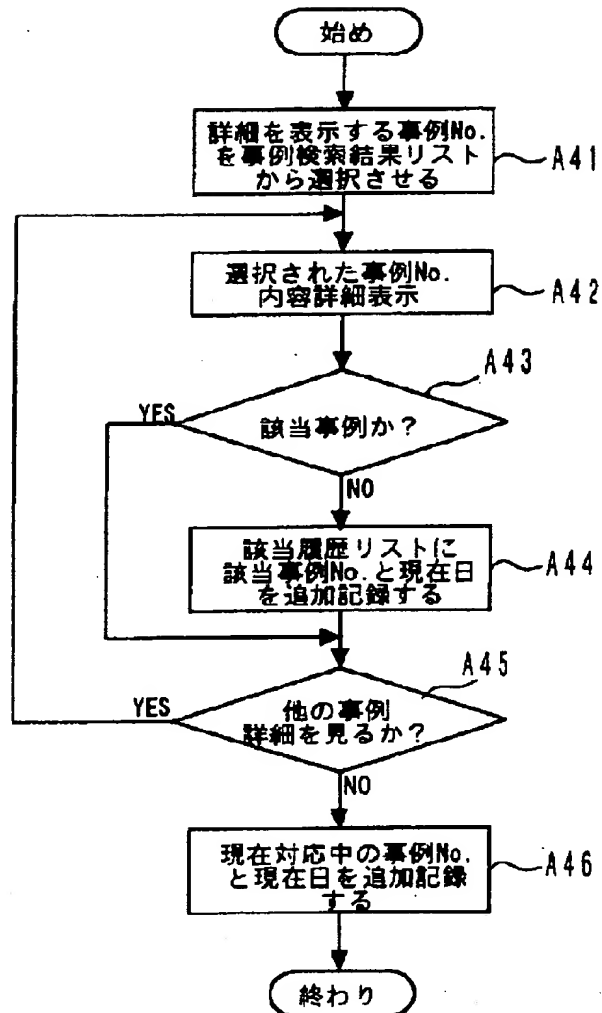 始め
詳細を表示する事例No.
を事例検索結果リスト
から選択させる
A41
選択された事例No.
内容詳細表示
A42
A43
YES
該当事例か?
NO
該当履歴リストに
該当事例No.と現在日
を追加記録する
A44
A45
YES
他の事例
詳細を見るか?
NO
現在対応中の事例No.
と現在日を追加記録
する
A46
終わり